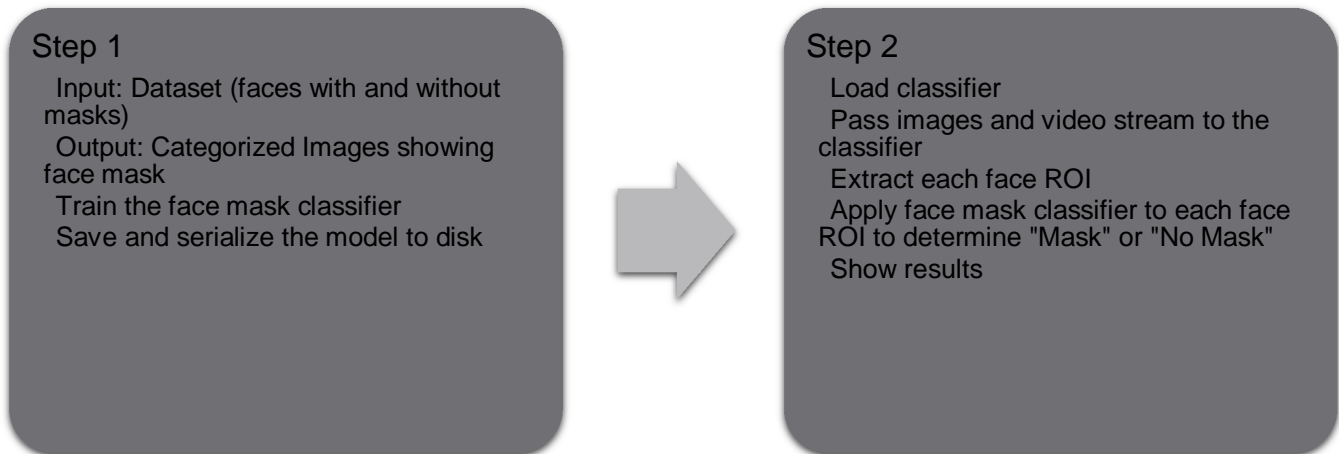 Step 1
Input: Dataset (faces with and without
masks)
Output: Categorized Images showing
face mask
Train the face mask classifier
Save and serialize the model to disk
Step 2
Load classifier
Pass images and video stream to the
classifier
Extract each face ROI
Apply face mask classifier to each face
ROI to determine "Mask" or "No Mask"
Show results